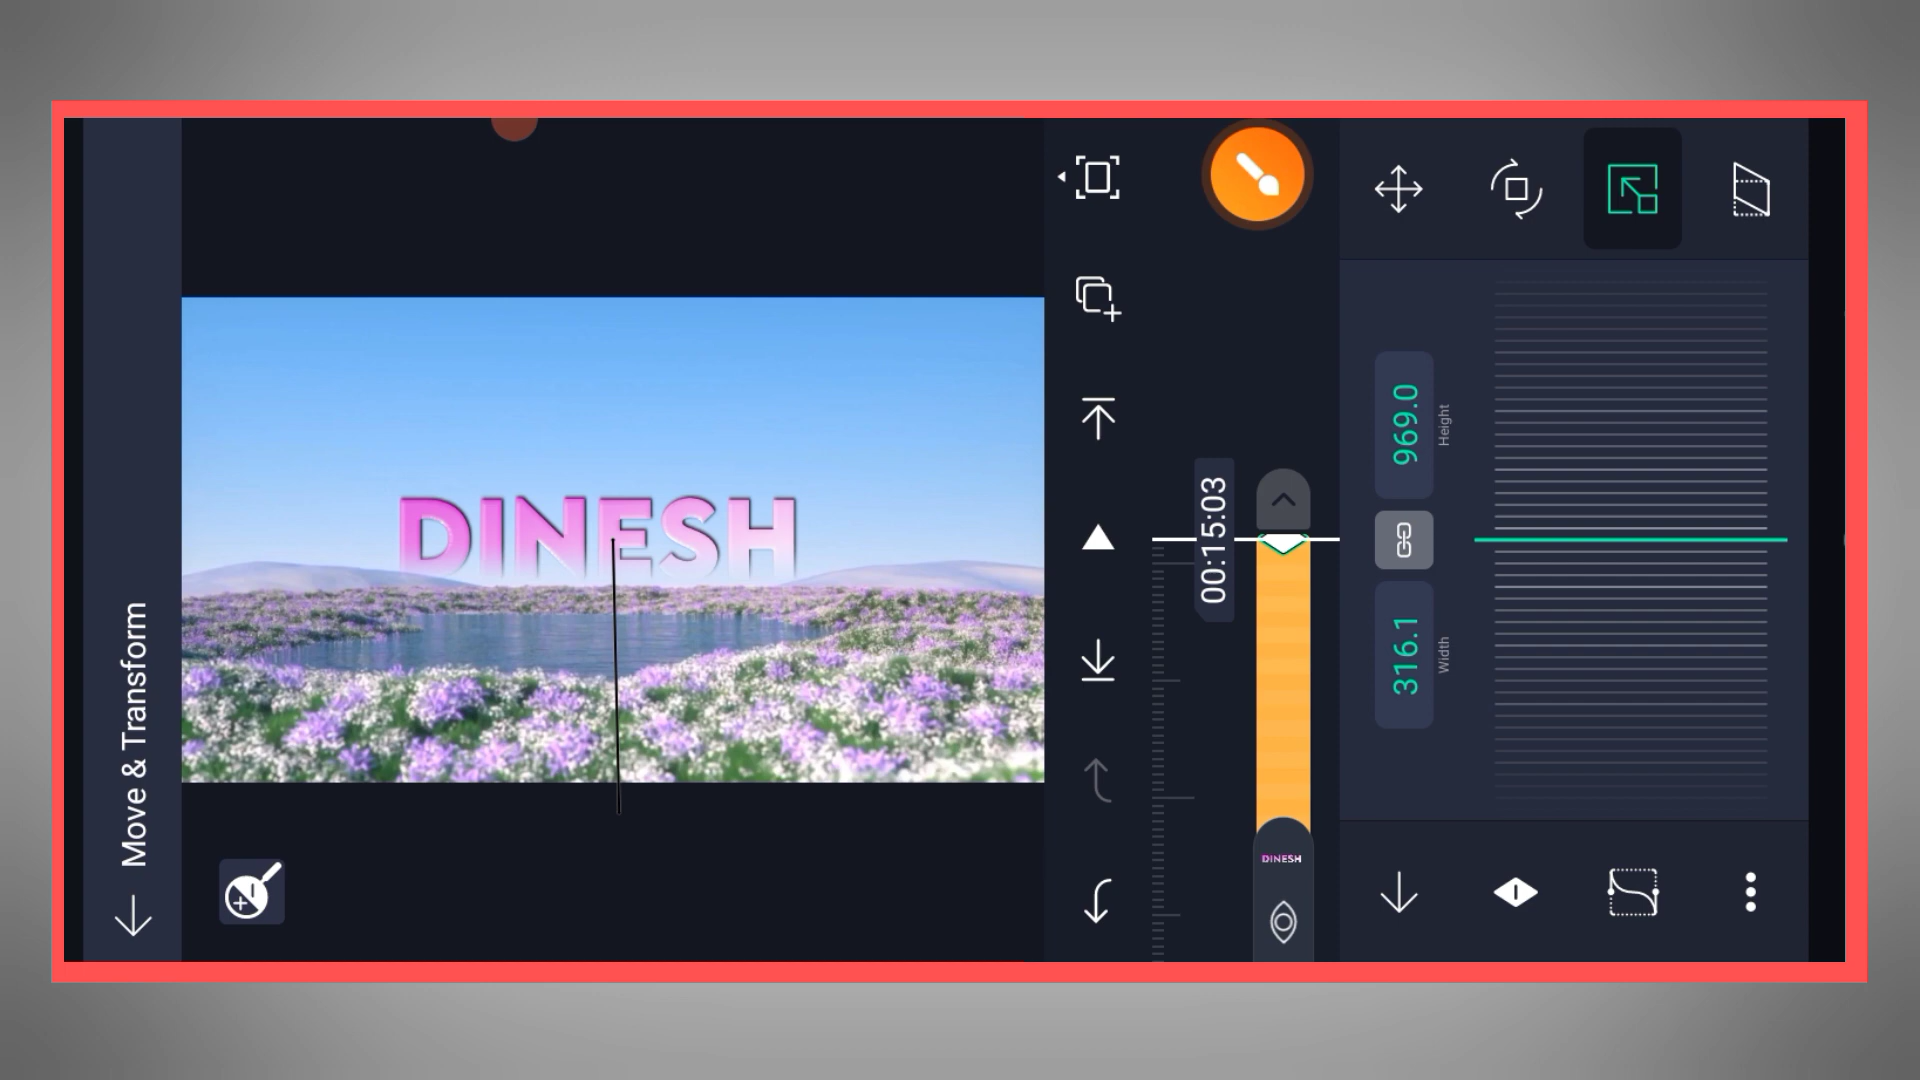 Move & Transform
DINESH
00:15:03
DINESH
316.1
Width
969.0
Height